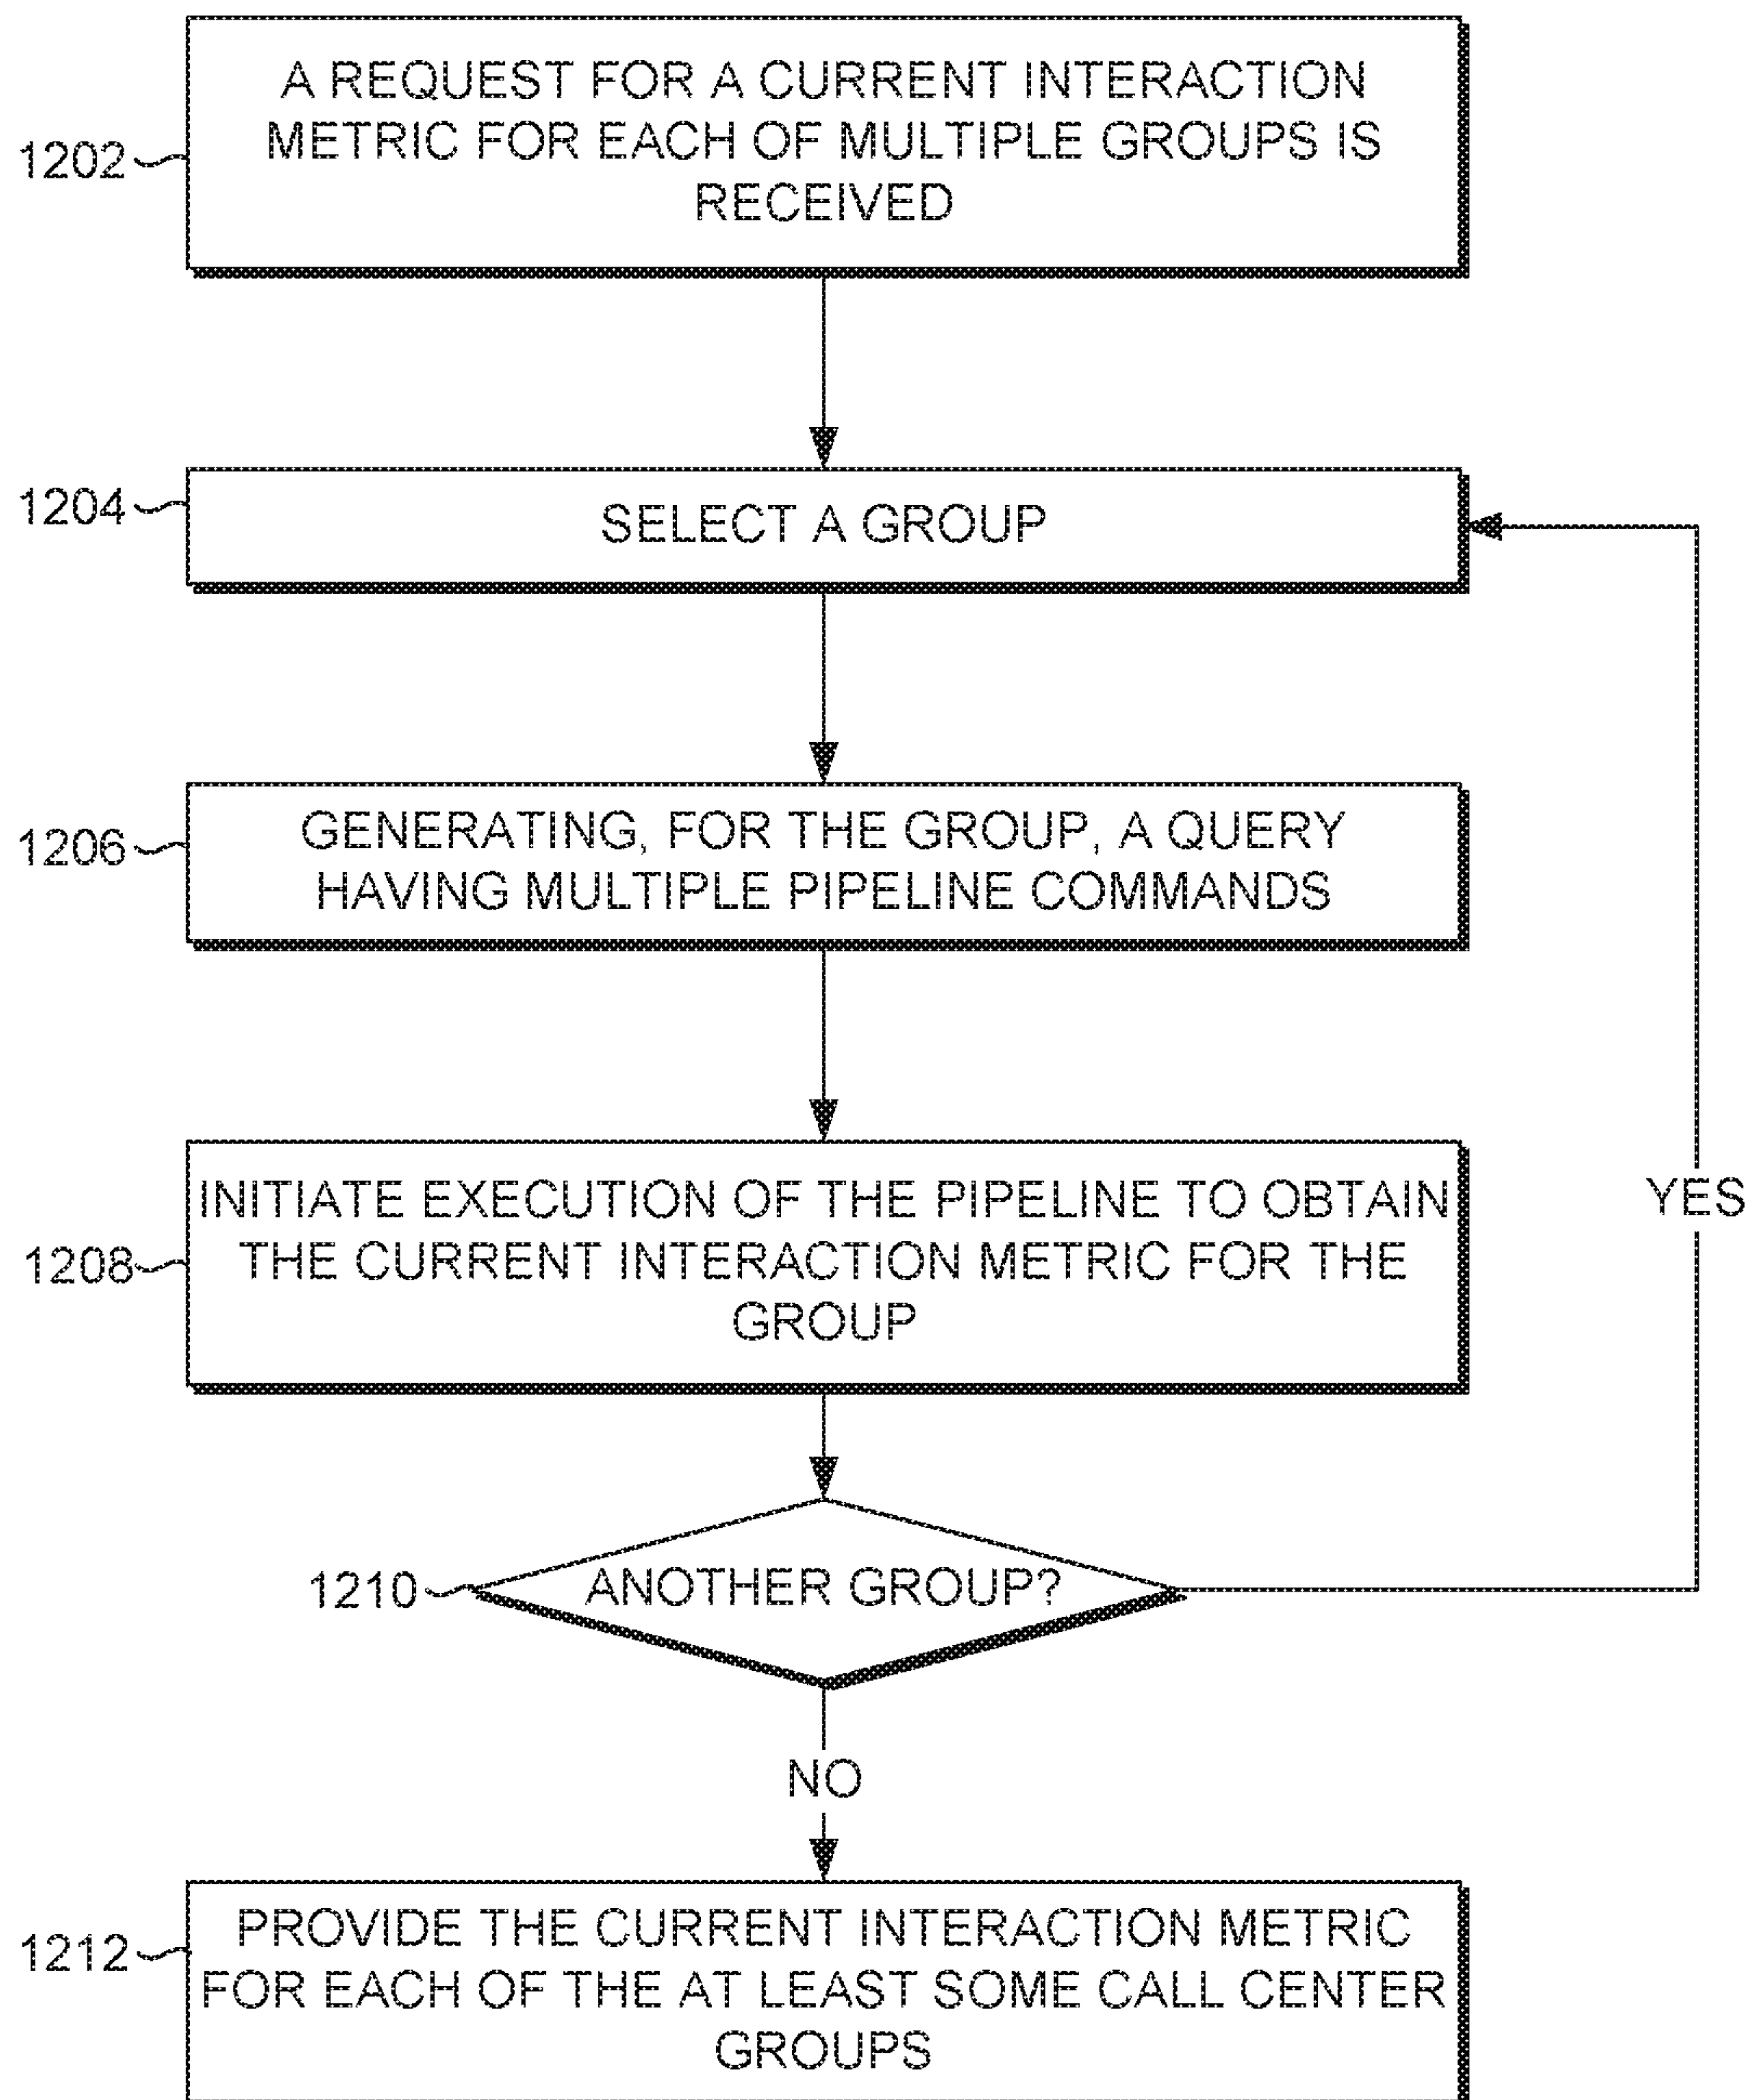 A REQUEST FOR A CURRENT INTERACTION
METRIC FOR EACH OF MULTIPLE GROUPS IS
RECEIVED
1202
SELECT A GROUP
1204
GENERATING, FOR THE GROUP, A QUERY
HAVING MULTIPLE PIPELINE COMMANDS
1206
INITIATE EXECUTION OF THE PIPELINE TO OBTAIN
THE CURRENT INTERACTION METRIC FOR THE
GROUP
1208
YES
ANOTHER GROUP?
1210
NO
PROVIDE THE CURRENT INTERACTION METRIC
FOR EACH OF THE AT LEAST SOME CALL CENTER
GROUPS
1212